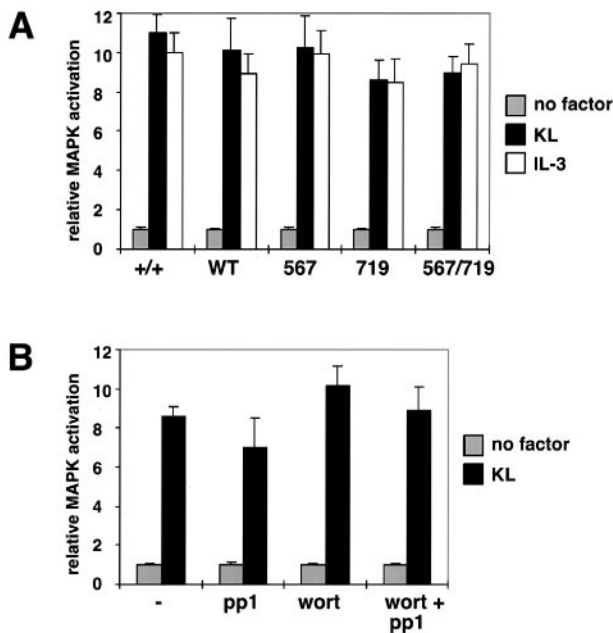 A
relative MAPK activation
12
10
8
6
4
2
0
+/+ WT 567 719 567/719
no factor
KL
IL-3
B
relative MAPK activation
12
10
8
6
4
2
0
- pp1 wort wort +
pp1
no factor
KL